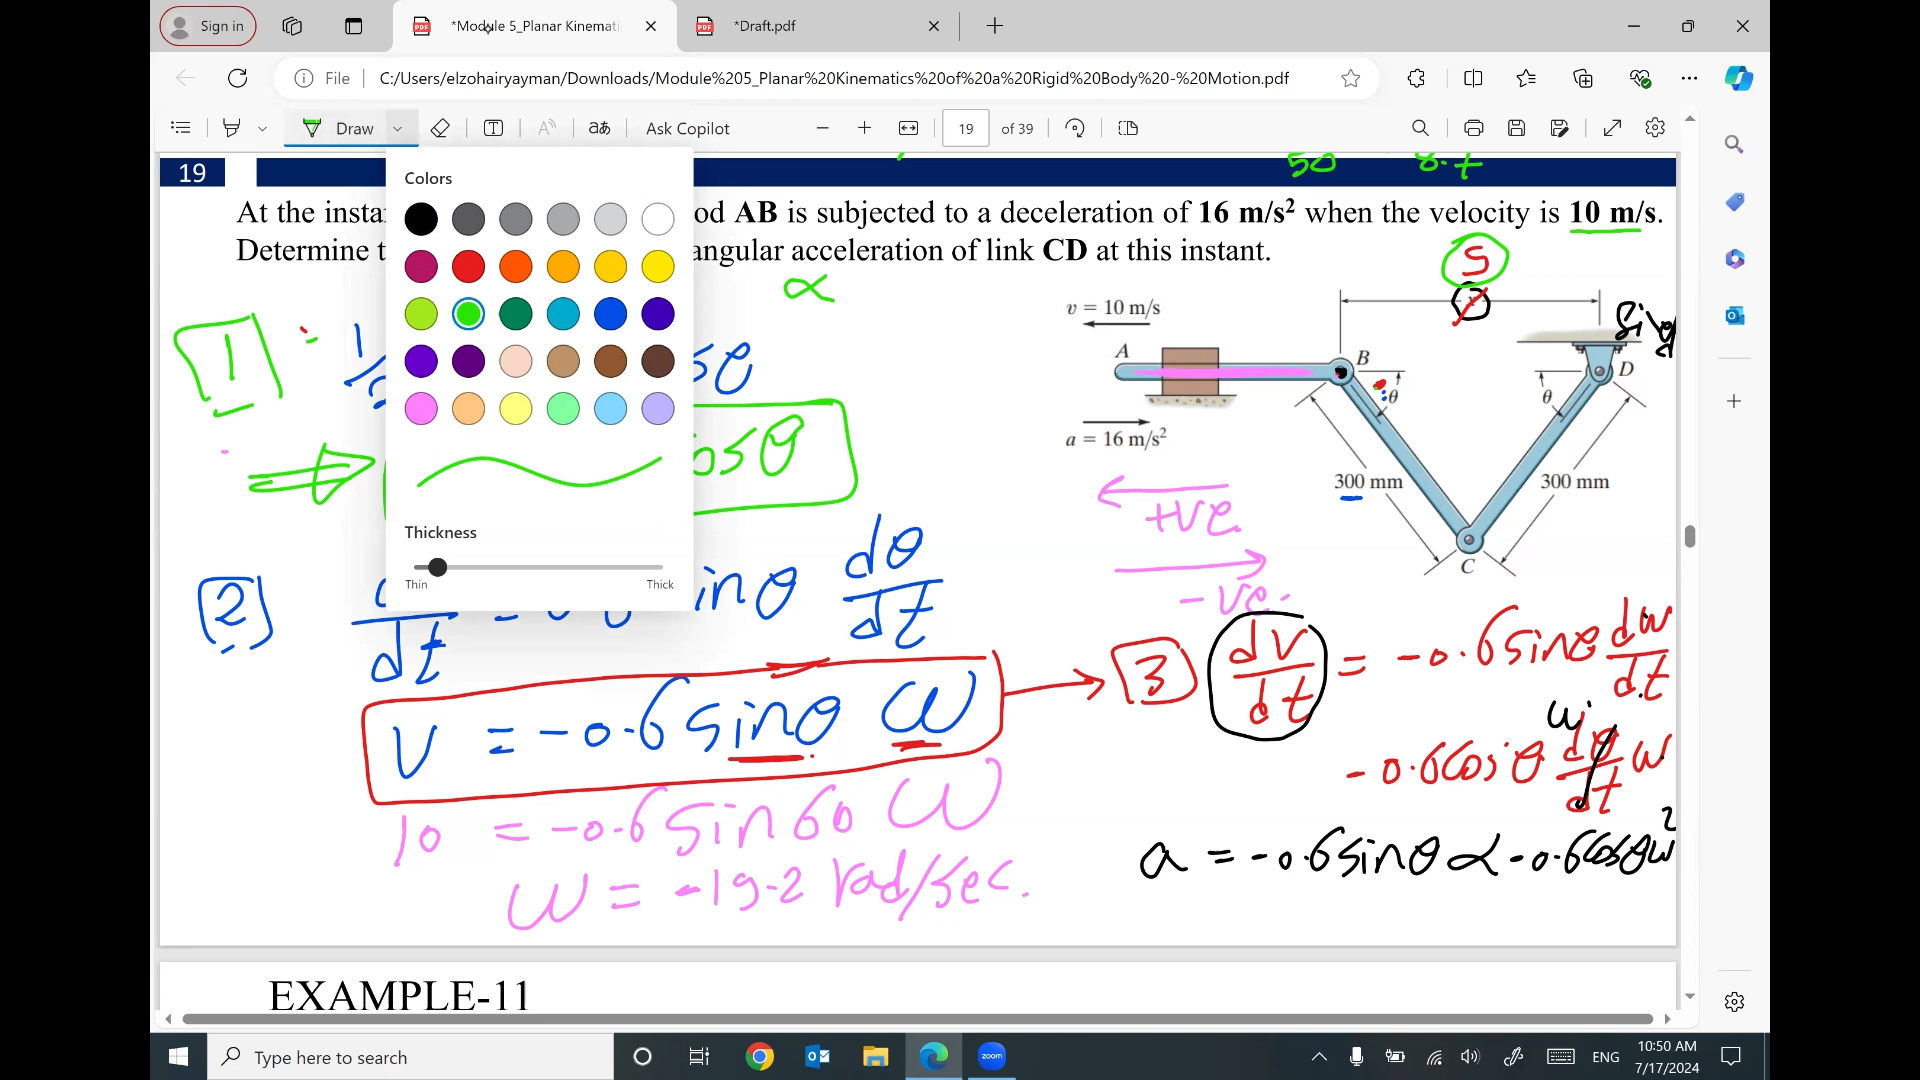 Sign in
*Module 5_Planar Kinemati
*Draft.pdf
File
C:/Users/elzohairyayman/Downloads/Module%205_Planar%20Kinematics%20of%20a%20Rigid%20Body%20-%20Motion.pdf
Draw
Ask Copilot
19
of 39
50 8.7
19
At the insta od AB is subjected to a deceleration of 16 m/s² when the velocity is 10 m/s.
Determine t angular acceleration of link CD at this instant.
Colors
Thickness
Thin
Thick
α
S
v = 10 m/s
A
B
D
θ
θ
a = 16 m/s²
300 mm
300 mm
C
+ve.
-ve.
1
osθ
2
dt
inθ dθ/dt
V = -0.6 sinθ ω
10 = -0.6 sin 60 ω
ω = -19.2 rad/sec.
3
dv/dt = -0.6 sinθ dω/dt
ω
-0.6 cosθ dθ/dt ω
a = -0.6 sinθ α -0.6 cosθ ω²
EXAMPLE-11
Type here to search
zoom
ENG
10:50 AM
7/17/2024